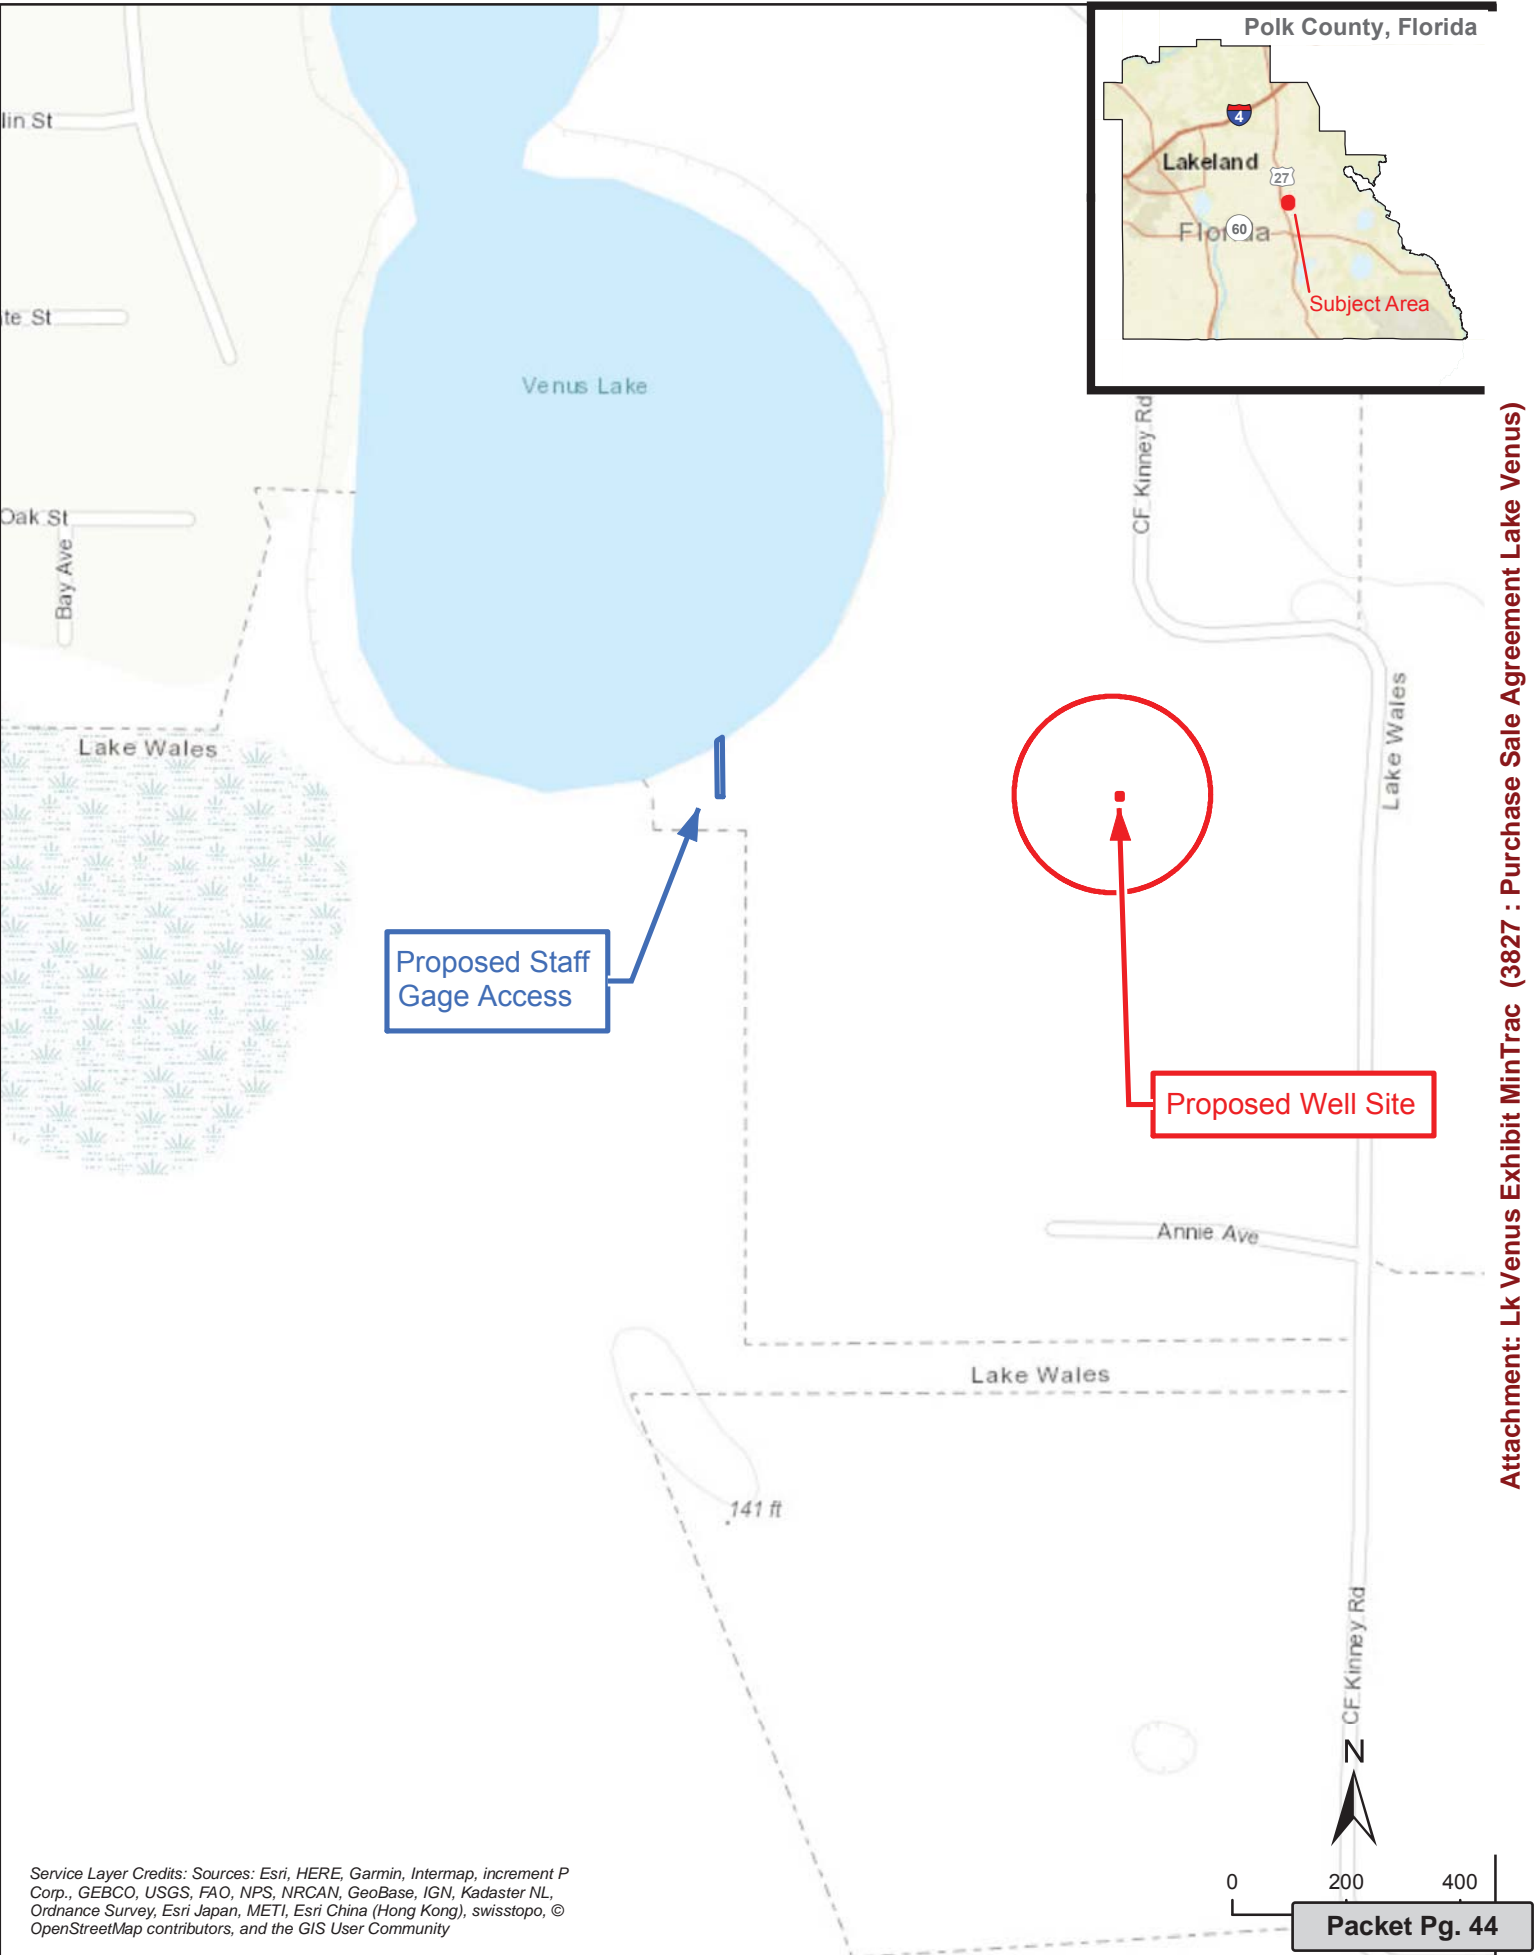 Polk County, Florida
4
Lakeland
27
60
Subject Area
lin St
te St
Venus Lake
Oak St
Bay Ave
CF Kinney Rd
Lake Wales
Lake Wales
Proposed Staff
Gage Access
Proposed Well Site
Annie Ave
Lake Wales
141 ft
CF Kinney Rd
N
0 200 400
Service Layer Credits: Sources: Esri, HERE, Garmin, Intermap, increment P
Corp., GEBCO, USGS, FAO, NPS, NRCAN, GeoBase, IGN, Kadaster NL,
Ordnance Survey, Esri Japan, METI, Esri China (Hong Kong), swisstopo, ©
OpenStreetMap contributors, and the GIS User Community
Packet Pg. 44
Attachment: Lk Venus Exhibit MinTrac (3827 : Purchase Sale Agreement Lake Venus)